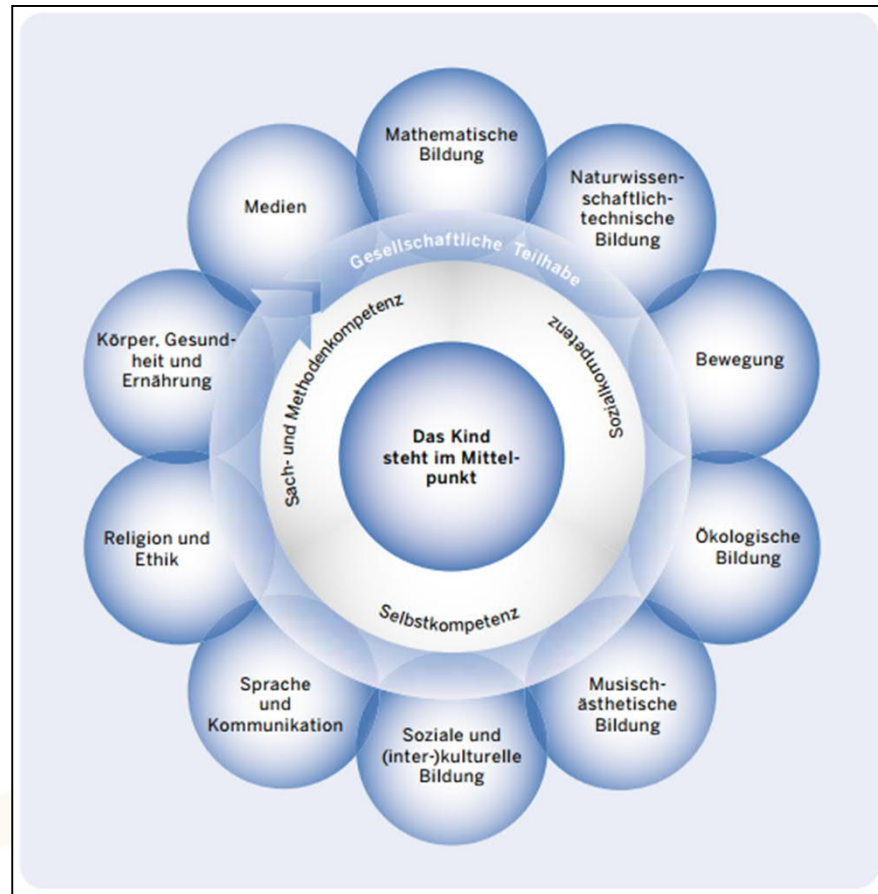 Mathematische
Bildung
Naturwissen-
schaftlich-
technische
Bildung
Bewegung
Ökologische
Bildung
Musisch-
ästhetische
Bildung
Soziale und
(inter-)kulturelle
Bildung
Sprache
und
Kommunikation
Religion und
Ethik
Körper, Gesund-
heit und
Ernährung
Medien
Gesellschaftliche Teilhabe
Sach- und Methodenkompetenz
Sozialkompetenz
Selbstkompetenz
Das Kind
steht im Mittel-
punkt